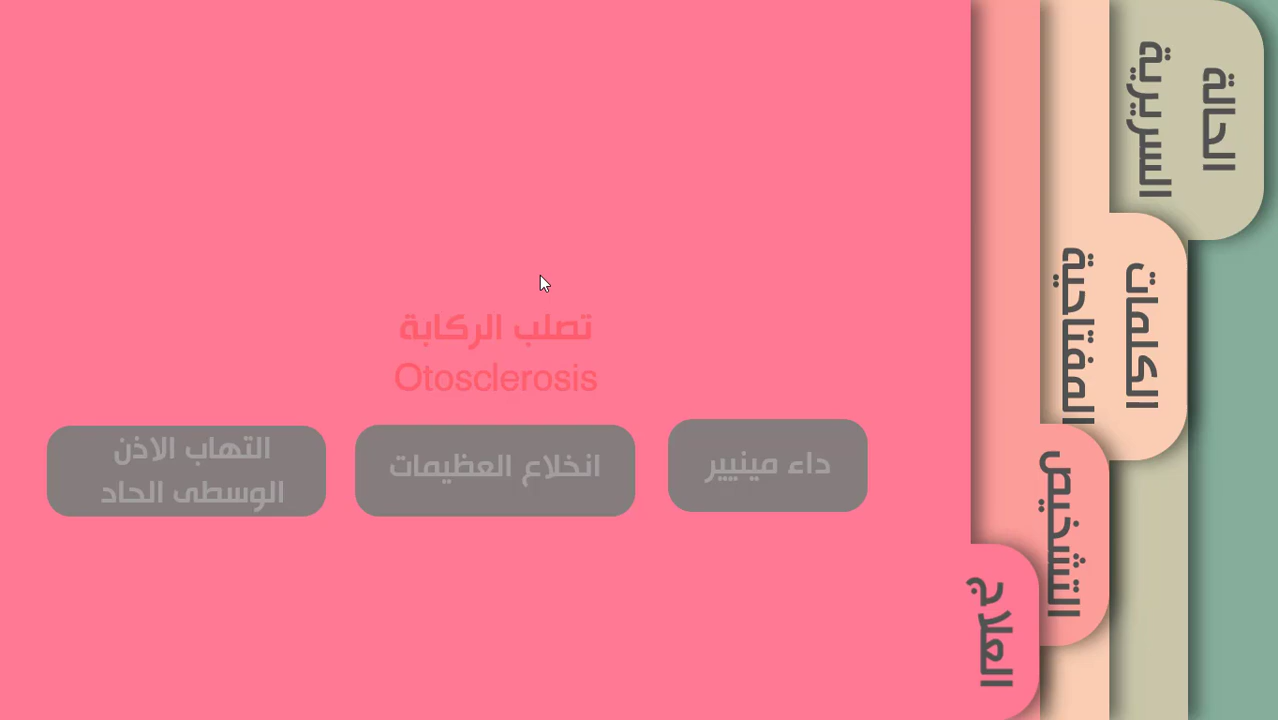 الحالة
السريرية
الكلمات
المفتاحية
التشخيص
العلاج
تصلب الركابة
Otosclerosis
داء مينيير
انخلاع العظيمات
التهاب الاذن
الوسطى الحاد